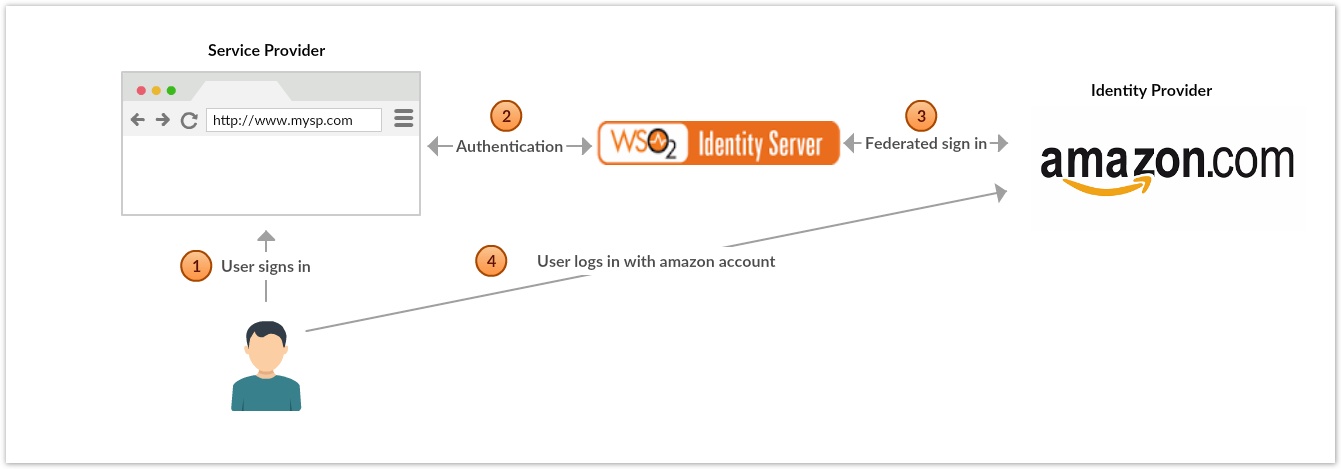 Service Provider
http://www.mysp.com
Identity Provider
2
Authentication
WSO2 Identity Server
3
Federated sign in
amazon.com
1
User signs in
4
User logs in with amazon account